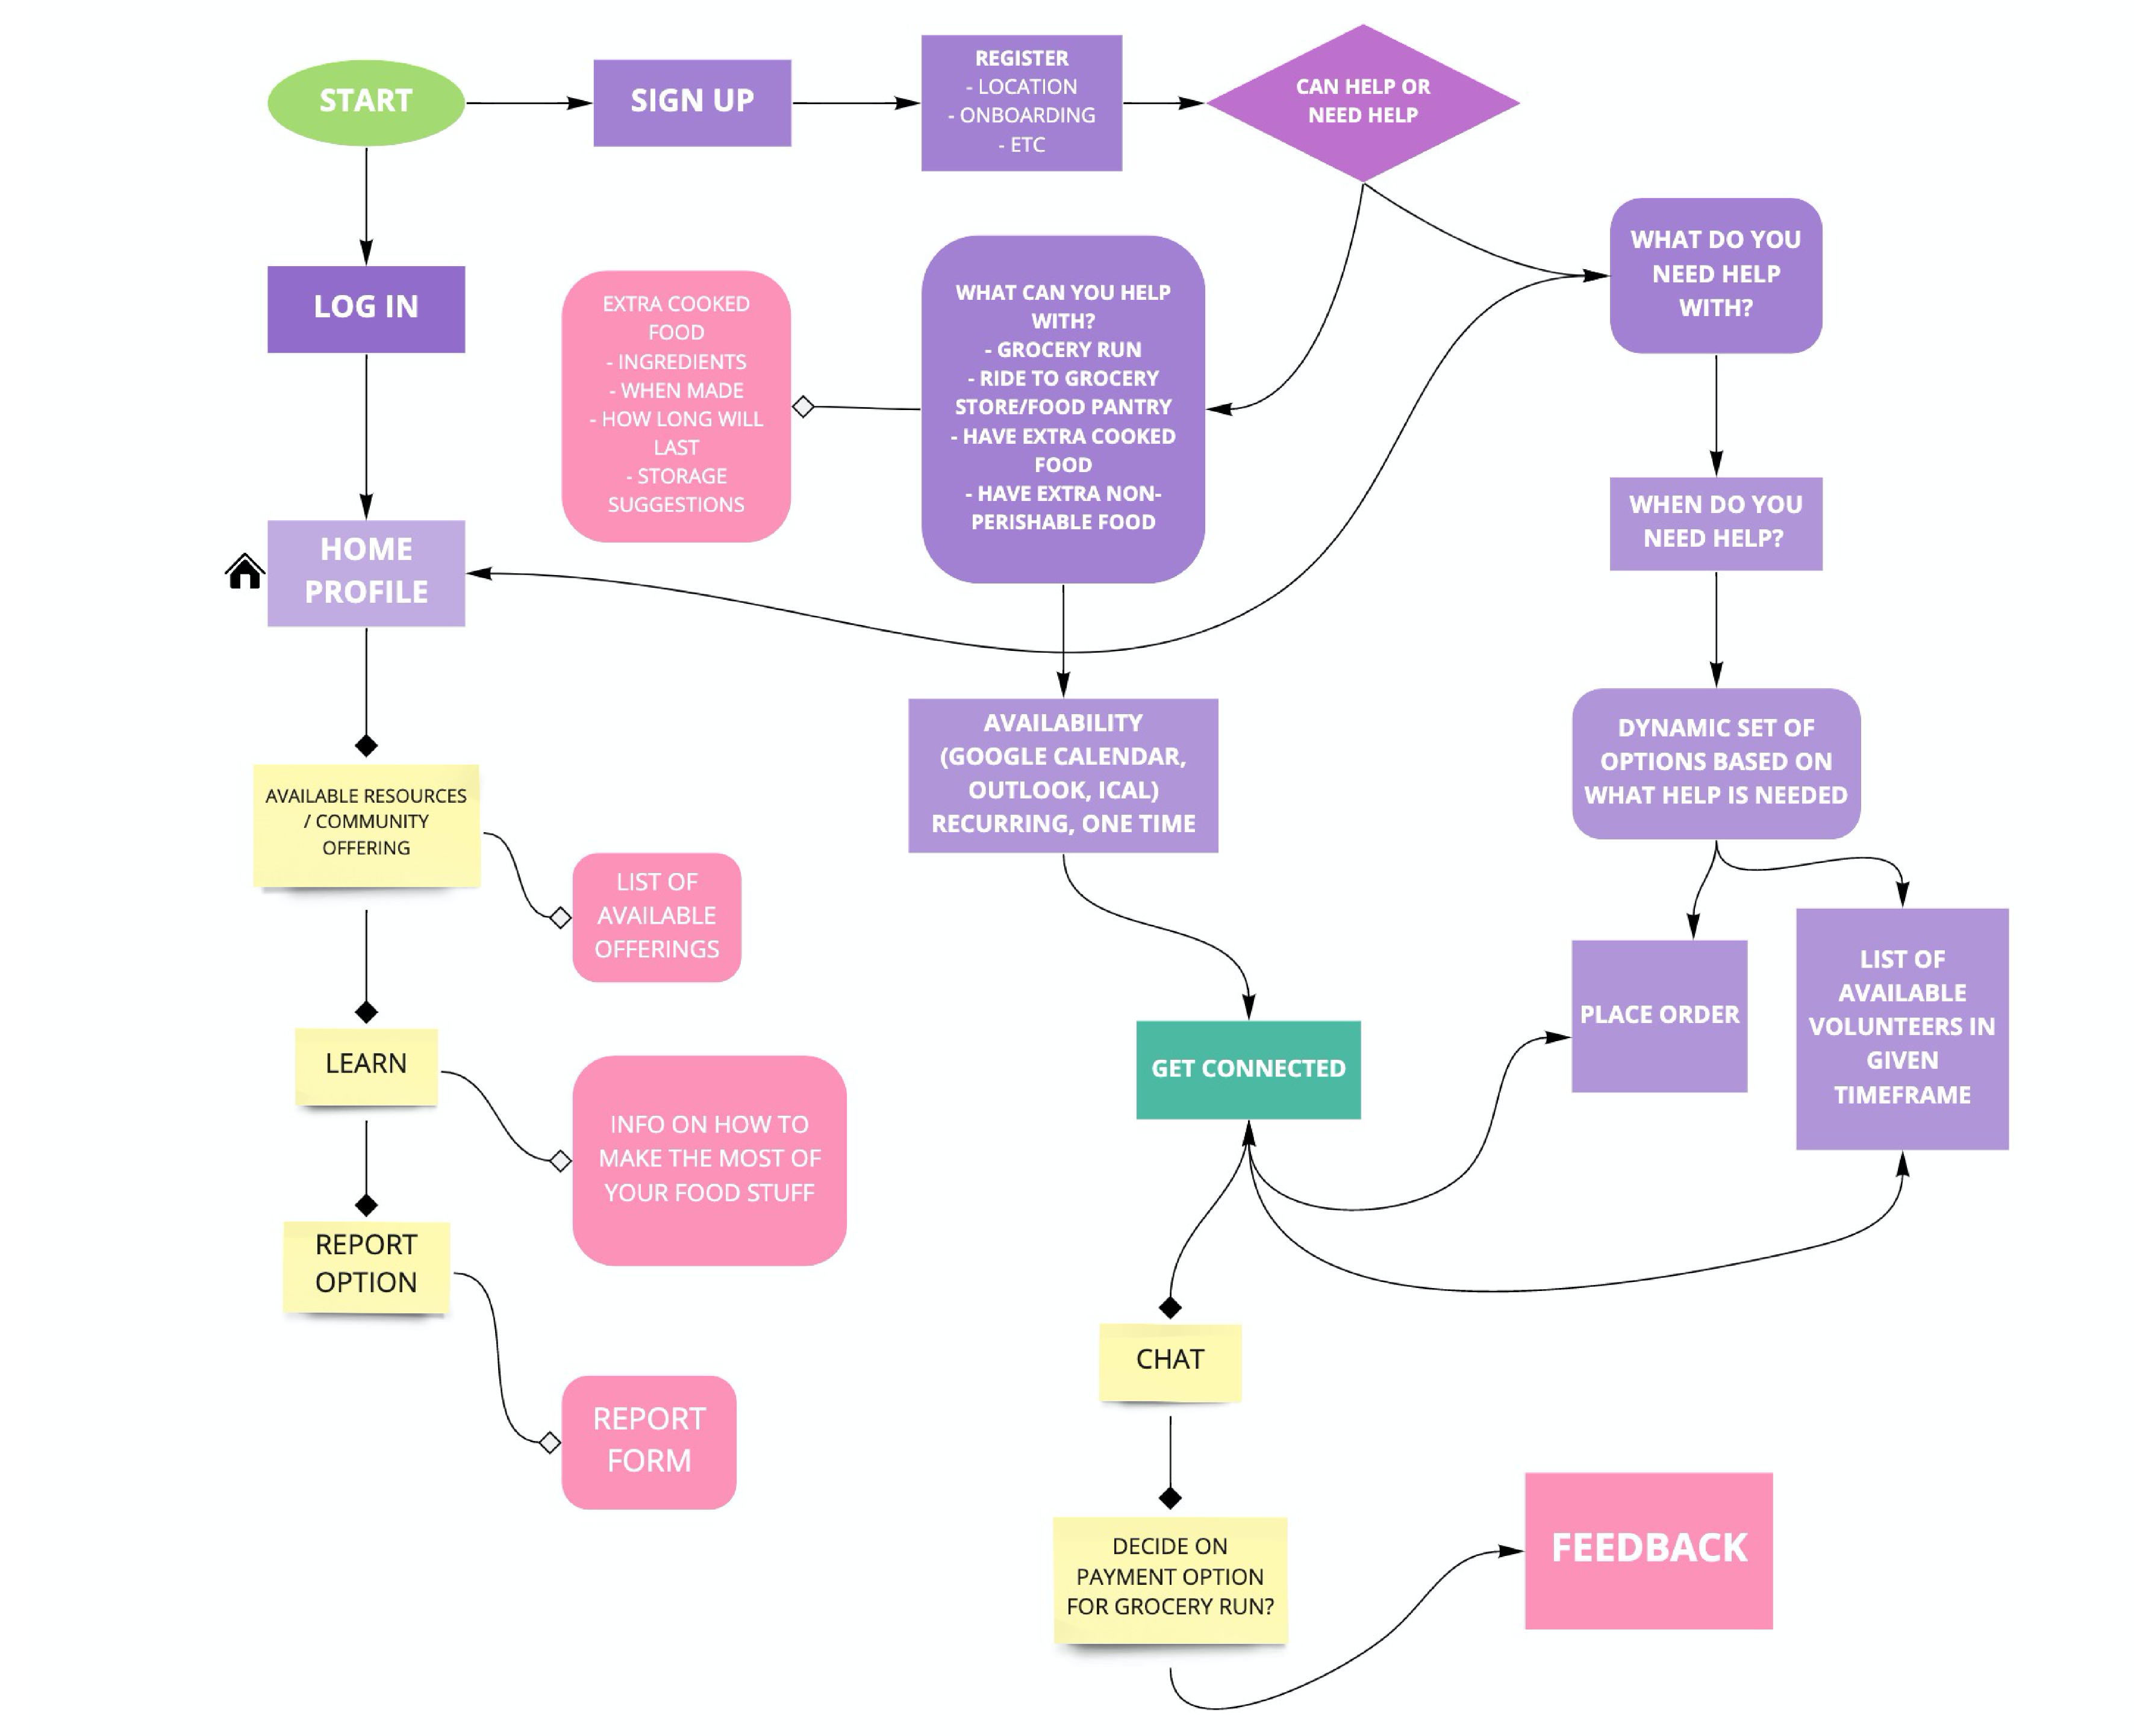 START
SIGN UP
REGISTER
- LOCATION
- ONBOARDING
- ETC
CAN HELP OR
NEED HELP
LOG IN
EXTRA COOKED
FOOD
- INGREDIENTS
- WHEN MADE
- HOW LONG WILL
LAST
- STORAGE
SUGGESTIONS
WHAT CAN YOU HELP
WITH?
- GROCERY RUN
- RIDE TO GROCERY
STORE/FOOD PANTRY
- HAVE EXTRA COOKED
FOOD
- HAVE EXTRA NON-
PERISHABLE FOOD
WHAT DO YOU
NEED HELP
WITH?
WHEN DO YOU
NEED HELP?
HOME
PROFILE
AVAILABLE RESOURCES
/ COMMUNITY
OFFERING
LIST OF
AVAILABLE
OFFERINGS
AVAILABILITY
(GOOGLE CALENDAR,
OUTLOOK, ICAL)
RECURRING, ONE TIME
DYNAMIC SET OF
OPTIONS BASED ON
WHAT HELP IS NEEDED
PLACE ORDER
LIST OF
AVAILABLE
VOLUNTEERS IN
GIVEN
TIMEFRAME
GET CONNECTED
LEARN
INFO ON HOW TO
MAKE THE MOST OF
YOUR FOOD STUFF
REPORT
OPTION
REPORT
FORM
CHAT
DECIDE ON
PAYMENT OPTION
FOR GROCERY RUN?
FEEDBACK